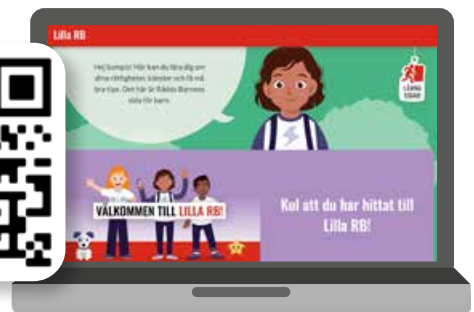 Lilla RB
Hej kompis! Här kan du lära dig om
dina rättigheter, känslor och få må
bra-tips. Det här är Rädda Barnens
sida för barn.
LÄMNA
SIDAN!
VÄLKOMMEN TILL LILLA RB!
Kul att du har hittat till
Lilla RB!